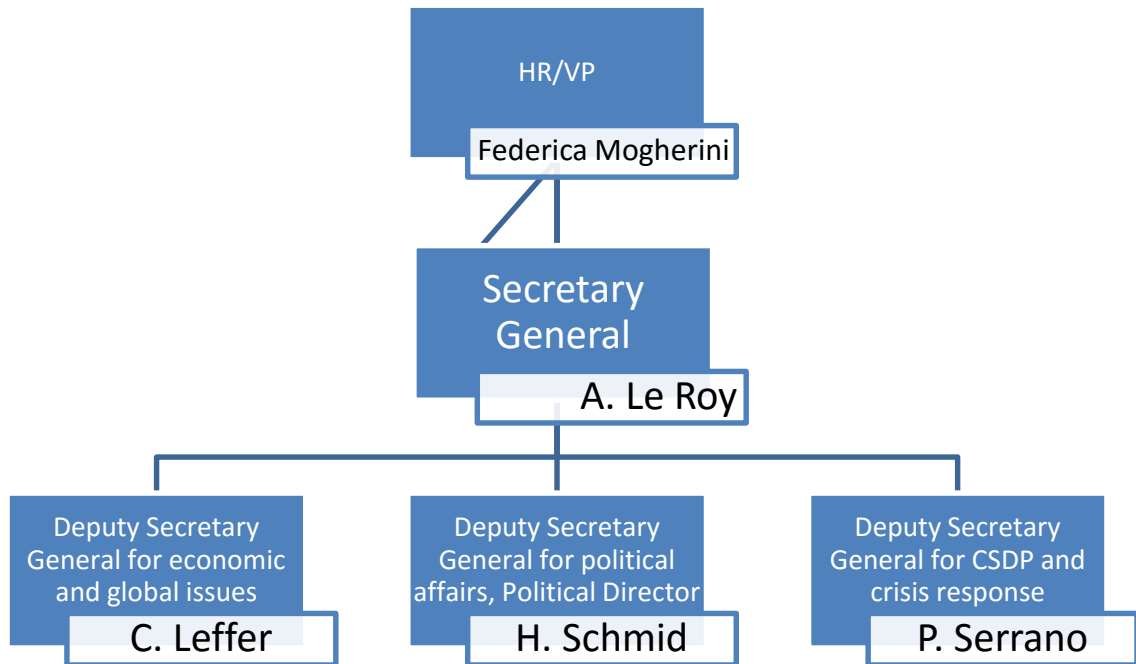 HR/VP
Federica Mogherini
Secretary
General
A. Le Roy
Deputy Secretary
General for economic
and global issues
C. Leffer
Deputy Secretary
General for political
affairs, Political Director
H. Schmid
Deputy Secretary
General for CSDP and
crisis response
P. Serrano